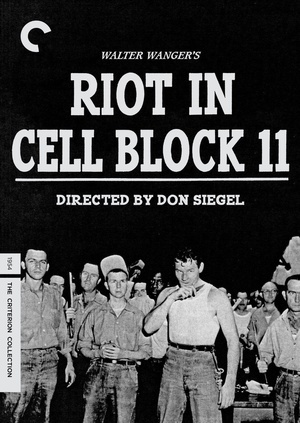 WALTER WANGER'S
RIOT IN
CELL BLOCK 11
DIRECTED BY DON SIEGEL
1954
THE CRITERION COLLECTION